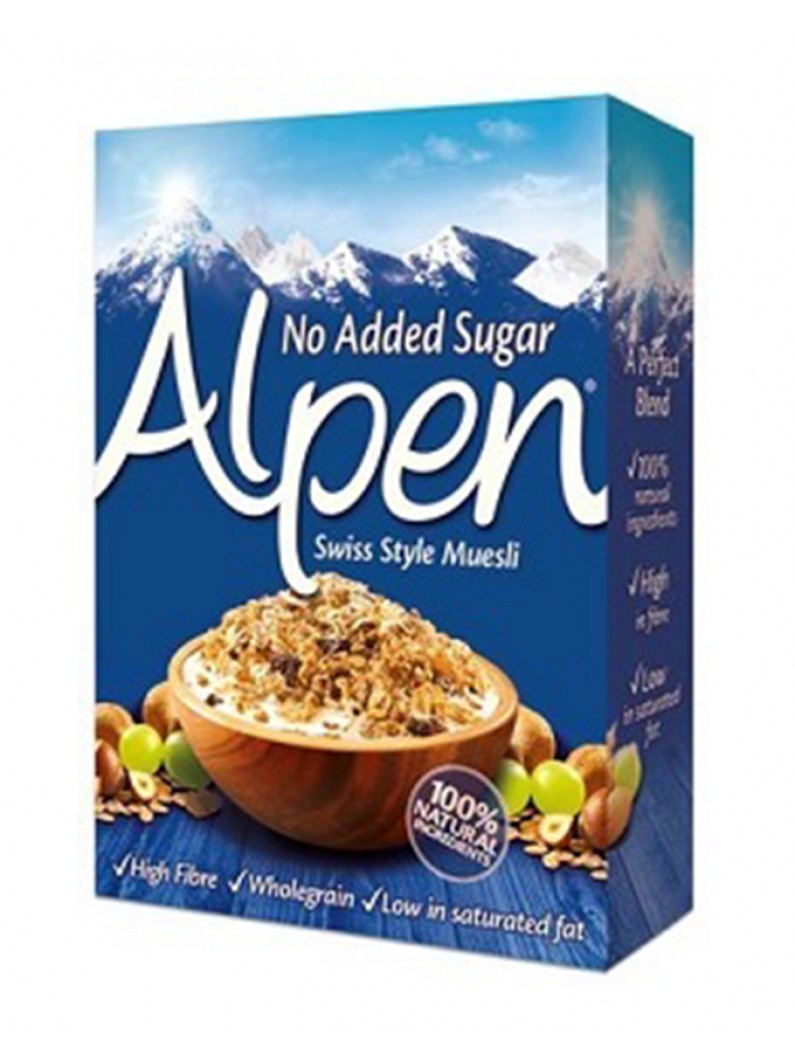 No Added Sugar
Alpen®
Swiss Style Muesli
100%
NATURAL
INGREDIENTS
✓High Fibre ✓Wholegrain ✓Low in saturated fat
A Perfect
Blend
✓100%
natural
ingredients
✓High
in fibre
✓Low
in saturated
fat